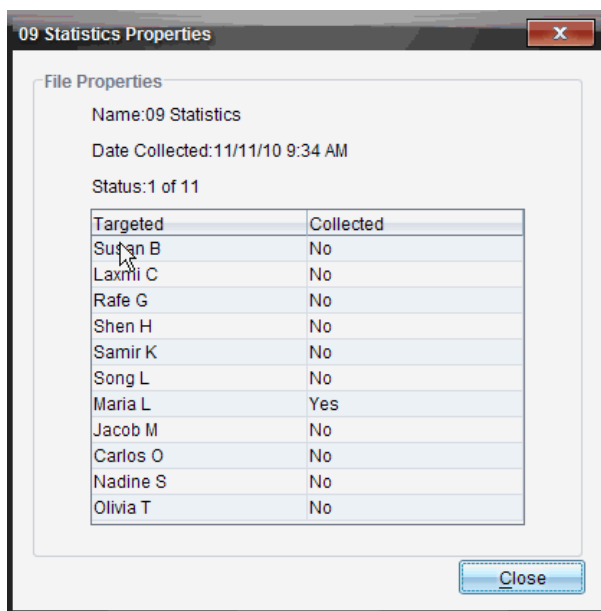 09 Statistics Properties
x
File Properties
Name:09 Statistics
Date Collected:11/11/10 9:34 AM
Status:1 of 11
Targeted Collected
Susan B No
Laxmi C No
Rafe G No
Shen H No
Samir K No
Song L No
Maria L Yes
Jacob M No
Carlos O No
Nadine S No
Olivia T No
Close